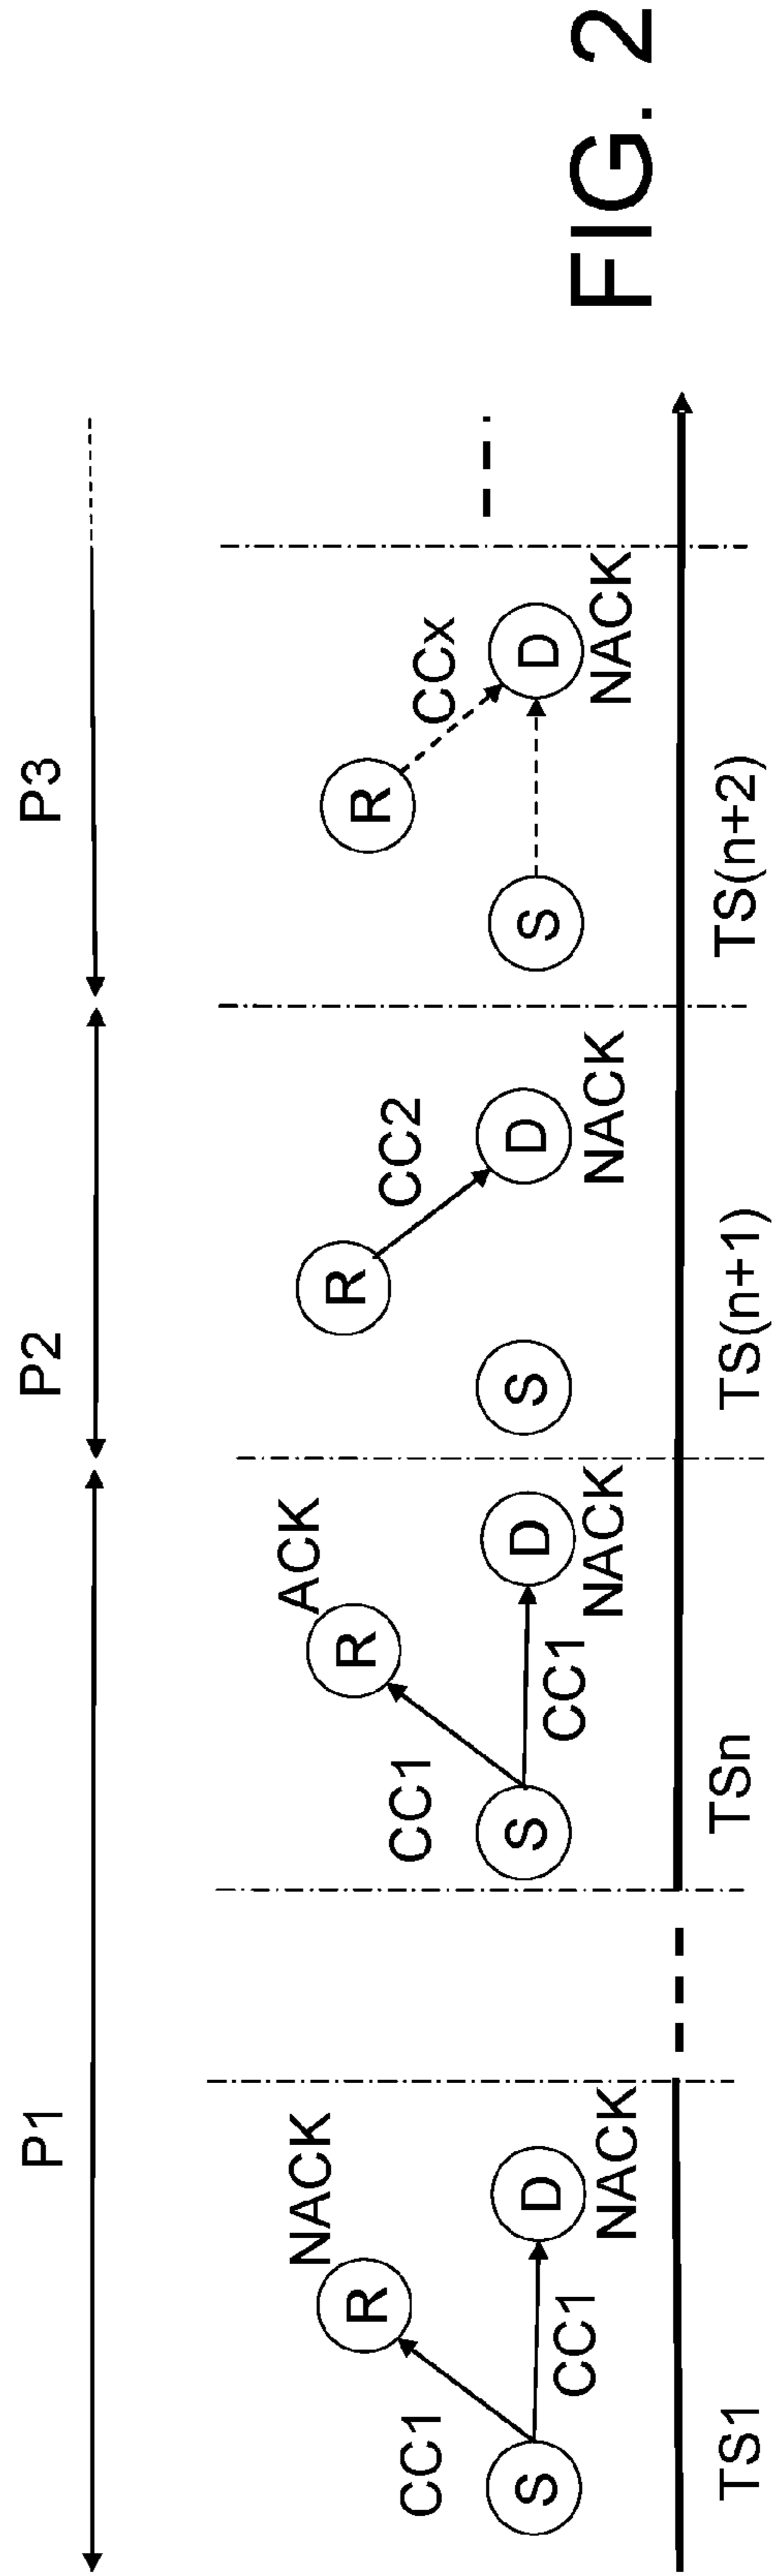 P1
P2
P3
NACK
R
CC1
S
CC1
D
NACK
TS1
ACK
R
CC1
S
CC1
D
NACK
TSn
R
CC2
S
D
NACK
TS(n+1)
R
CCx
S
D
NACK
TS(n+2)
FIG. 2